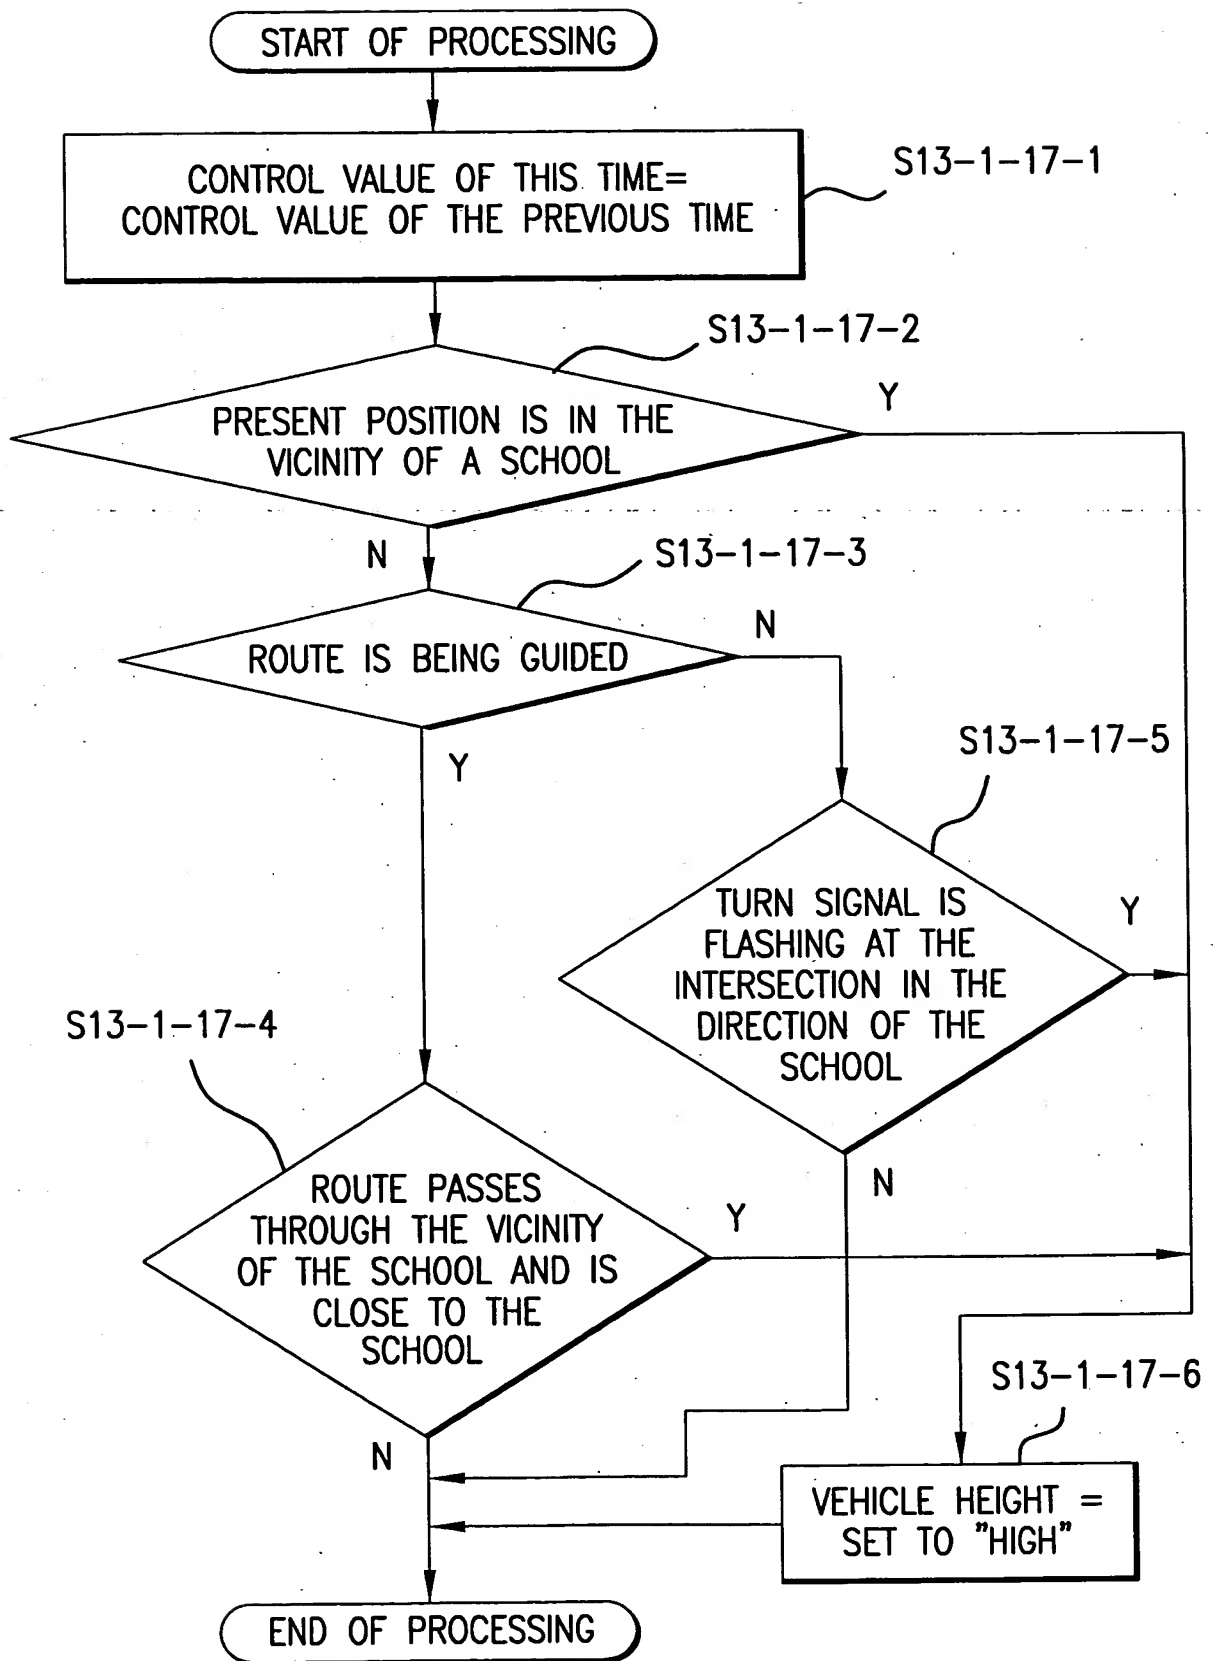 START OF PROCESSING
CONTROL VALUE OF THIS TIME=
CONTROL VALUE OF THE PREVIOUS TIME
S13-1-17-1
S13-1-17-2
PRESENT POSITION IS IN THE
VICINITY OF A SCHOOL
Y
N
S13-1-17-3
ROUTE IS BEING GUIDED
N
Y
S13-1-17-5
TURN SIGNAL IS
FLASHING AT THE
INTERSECTION IN THE
DIRECTION OF THE
SCHOOL
Y
N
S13-1-17-4
ROUTE PASSES
THROUGH THE VICINITY
OF THE SCHOOL AND IS
CLOSE TO THE
SCHOOL
Y
N
S13-1-17-6
VEHICLE HEIGHT =
SET TO "HIGH"
END OF PROCESSING